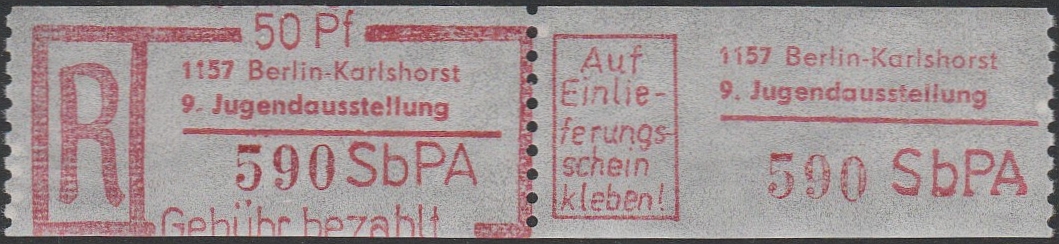 50 Pf
R
1157 Berlin-Karlshorst
9. Jugendausstellung
590 SbPA
Gebühr bezahlt
Auf
Einlie-
ferungs-
schein
kleben!
1157 Berlin-Karlshorst
9. Jugendausstellung
590 SbPA